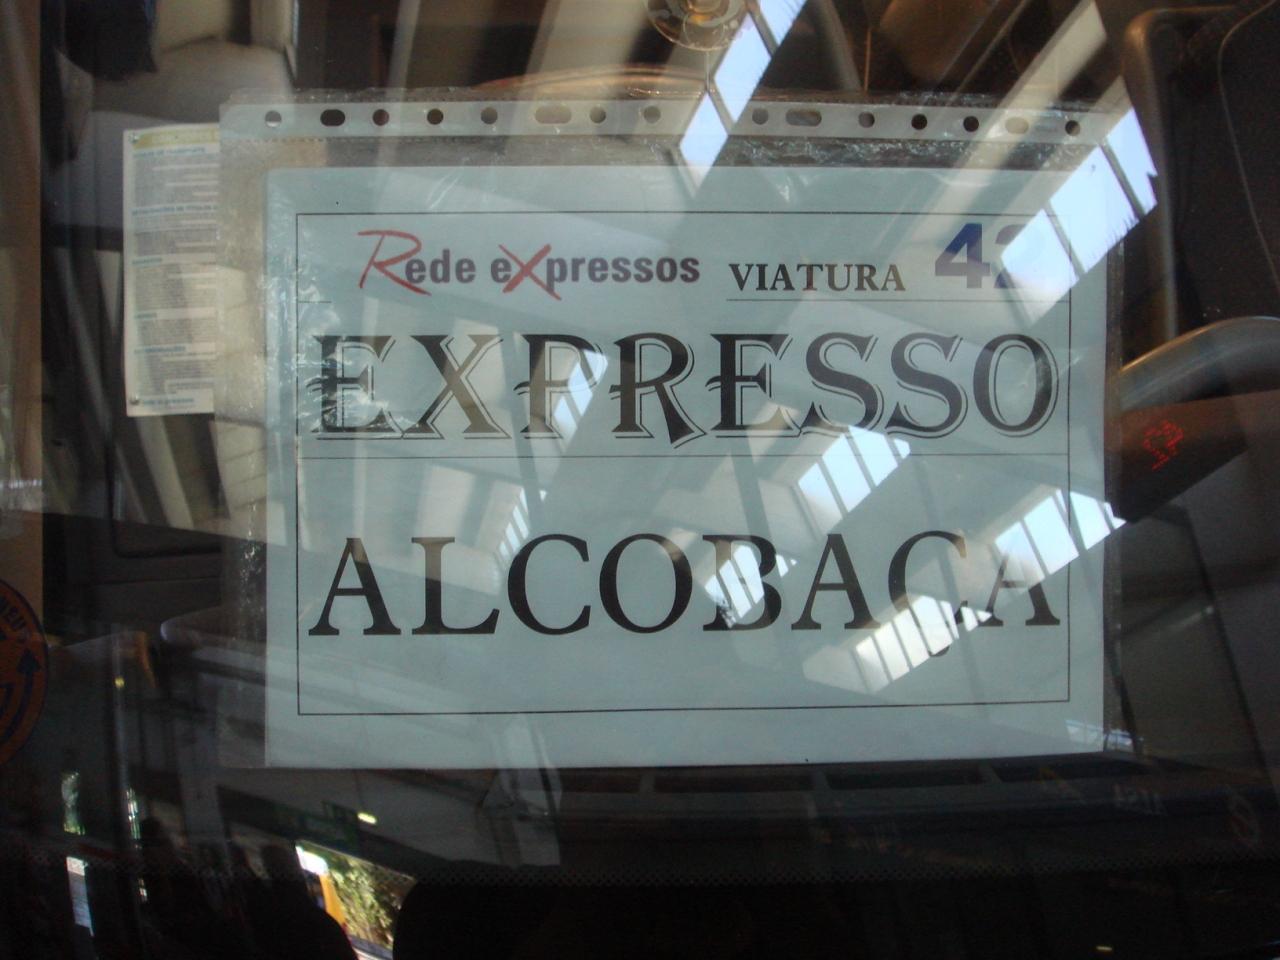 Rede eXpressos VIATURA 42
EXPRESSO
ALCOBAÇA